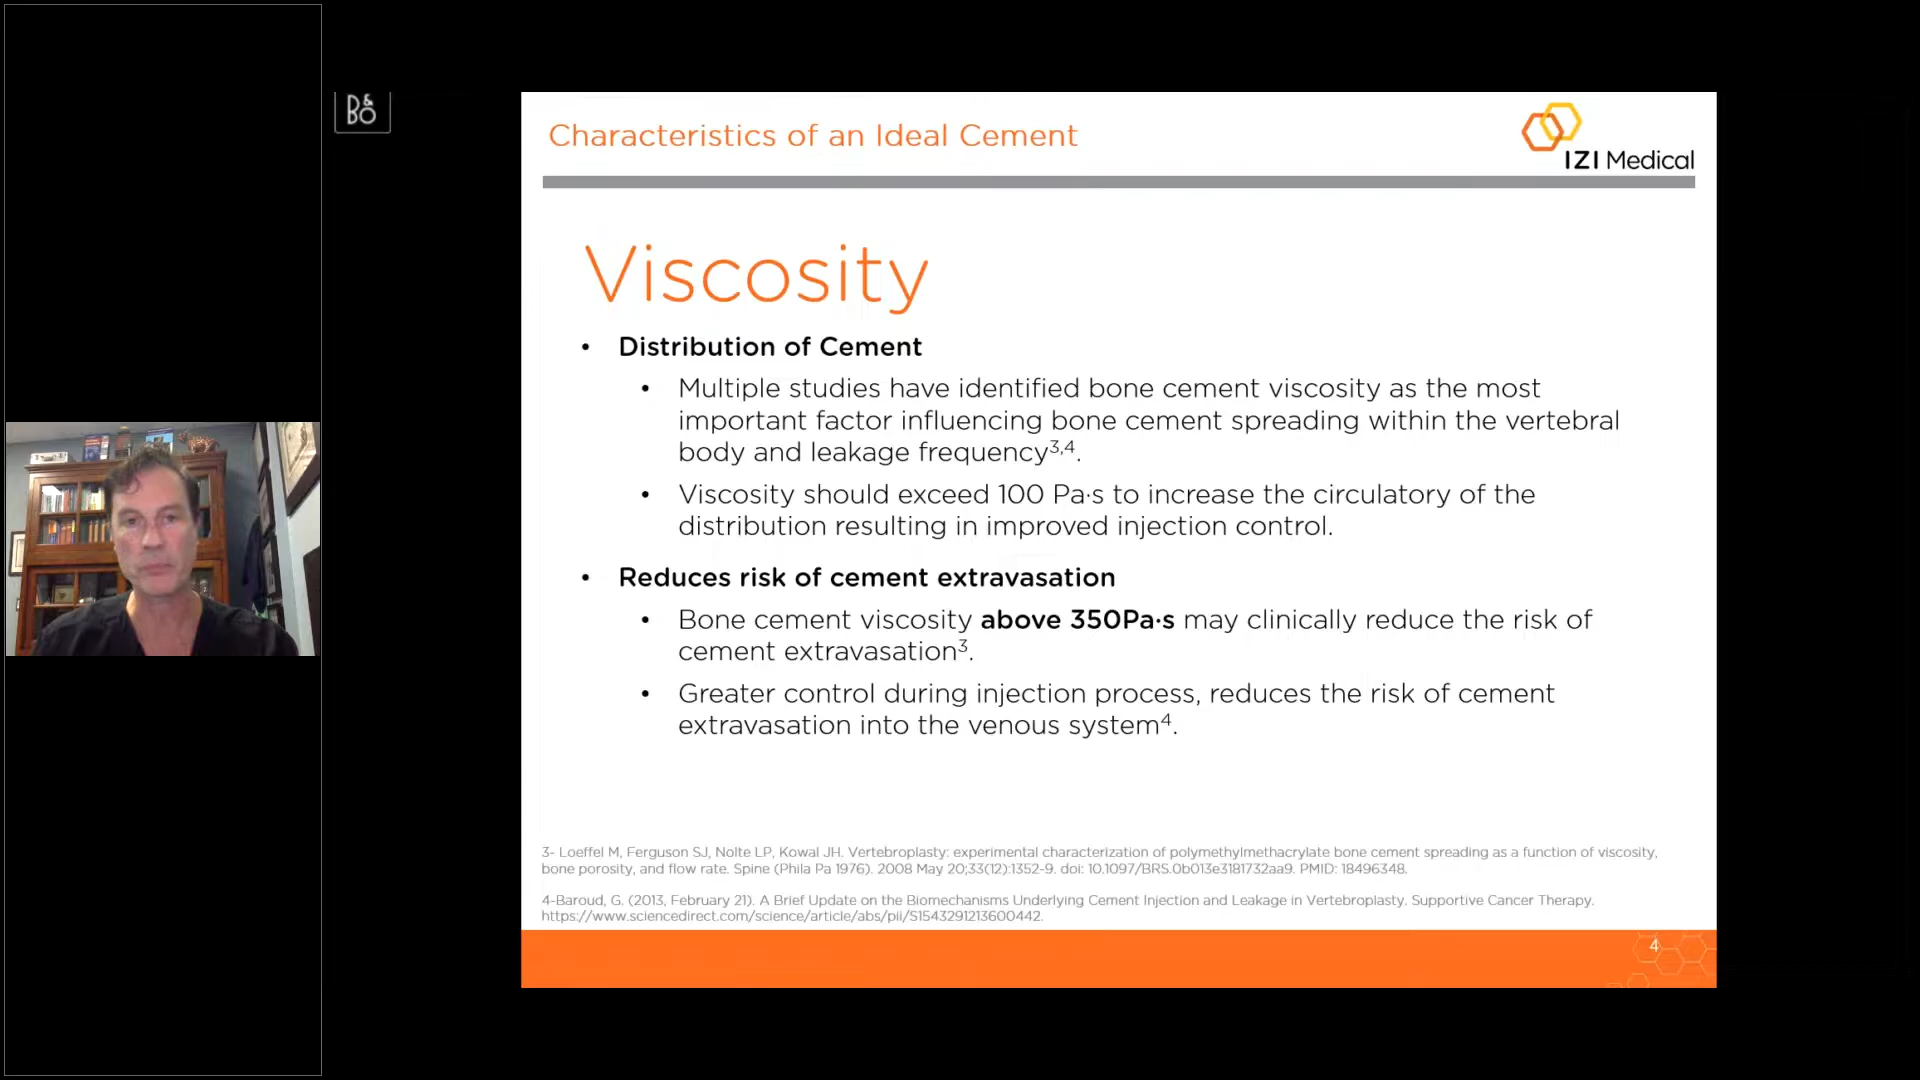 B&O
Characteristics of an Ideal Cement
IZI Medical
Viscosity
• Distribution of Cement
• Multiple studies have identified bone cement viscosity as the most
important factor influencing bone cement spreading within the vertebral
body and leakage frequency3,4.
• Viscosity should exceed 100 Pa·s to increase the circulatory of the
distribution resulting in improved injection control.
• Reduces risk of cement extravasation
• Bone cement viscosity above 350Pa·s may clinically reduce the risk of
cement extravasation3.
• Greater control during injection process, reduces the risk of cement
extravasation into the venous system4.
3- Loeffel M, Ferguson SJ, Nolte LP, Kowal JH. Vertebroplasty: experimental characterization of polymethylmethacrylate bone cement spreading as a function of viscosity,
bone porosity, and flow rate. Spine (Phila Pa 1976). 2008 May 20;33(12):1352-9. doi: 10.1097/BRS.0b013e3181732aa9. PMID: 18496348.
4-Baroud, G. (2013, February 21). A Brief Update on the Biomechanisms Underlying Cement Injection and Leakage in Vertebroplasty. Supportive Cancer Therapy.
https://www.sciencedirect.com/science/article/abs/pii/S1543291213600442.
4